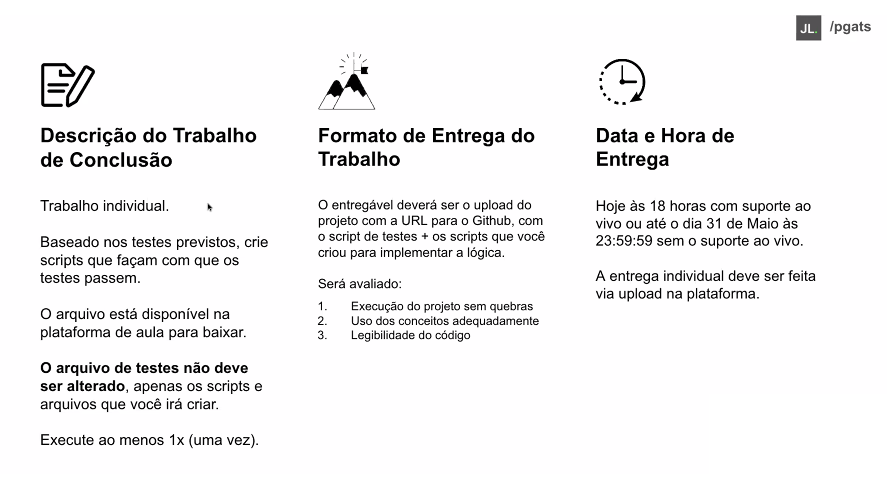 JL. /pgats
Descrição do Trabalho
de Conclusão
Trabalho individual.
Baseado nos testes previstos, crie
scripts que façam com que os
testes passem.
O arquivo está disponível na
plataforma de aula para baixar.
O arquivo de testes não deve
ser alterado, apenas os scripts e
arquivos que você irá criar.
Execute ao menos 1x (uma vez).
Formato de Entrega do
Trabalho
O entregável deverá ser o upload do
projeto com a URL para o Github, com
o script de testes + os scripts que você
criou para implementar a lógica.
Será avaliado:
1. Execução do projeto sem quebras
2. Uso dos conceitos adequadamente
3. Legibilidade do código
Data e Hora de
Entrega
Hoje às 18 horas com suporte ao
vivo ou até o dia 31 de Maio às
23:59:59 sem o suporte ao vivo.
A entrega individual deve ser feita
via upload na plataforma.